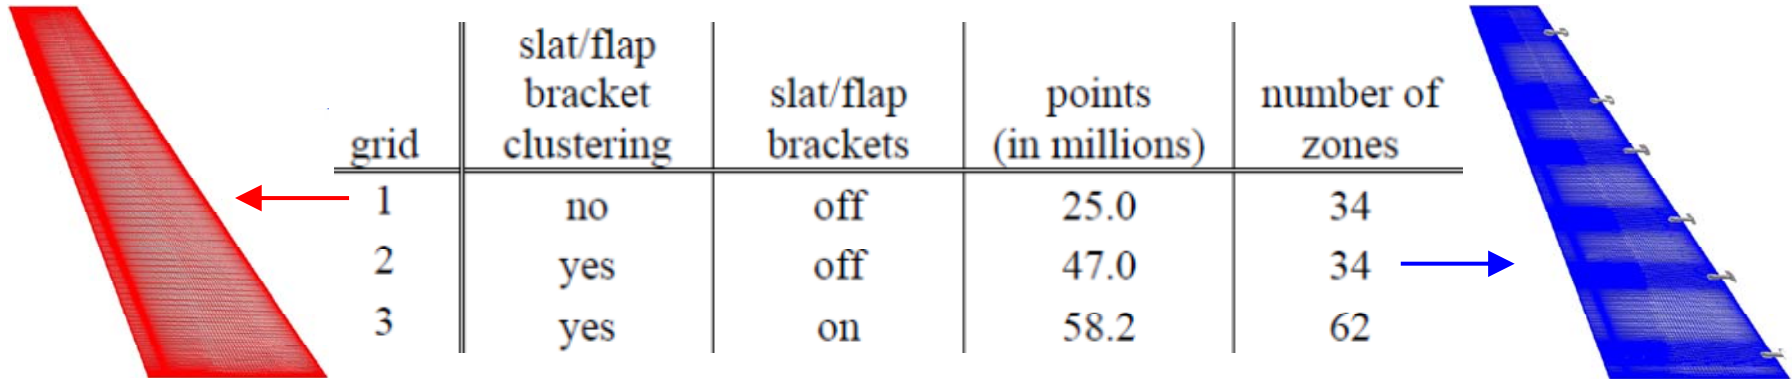 slat/flap
bracket slat/flap points number of
grid clustering brackets (in millions) zones
1 no off 25.0 34
2 yes off 47.0 34
3 yes on 58.2 62